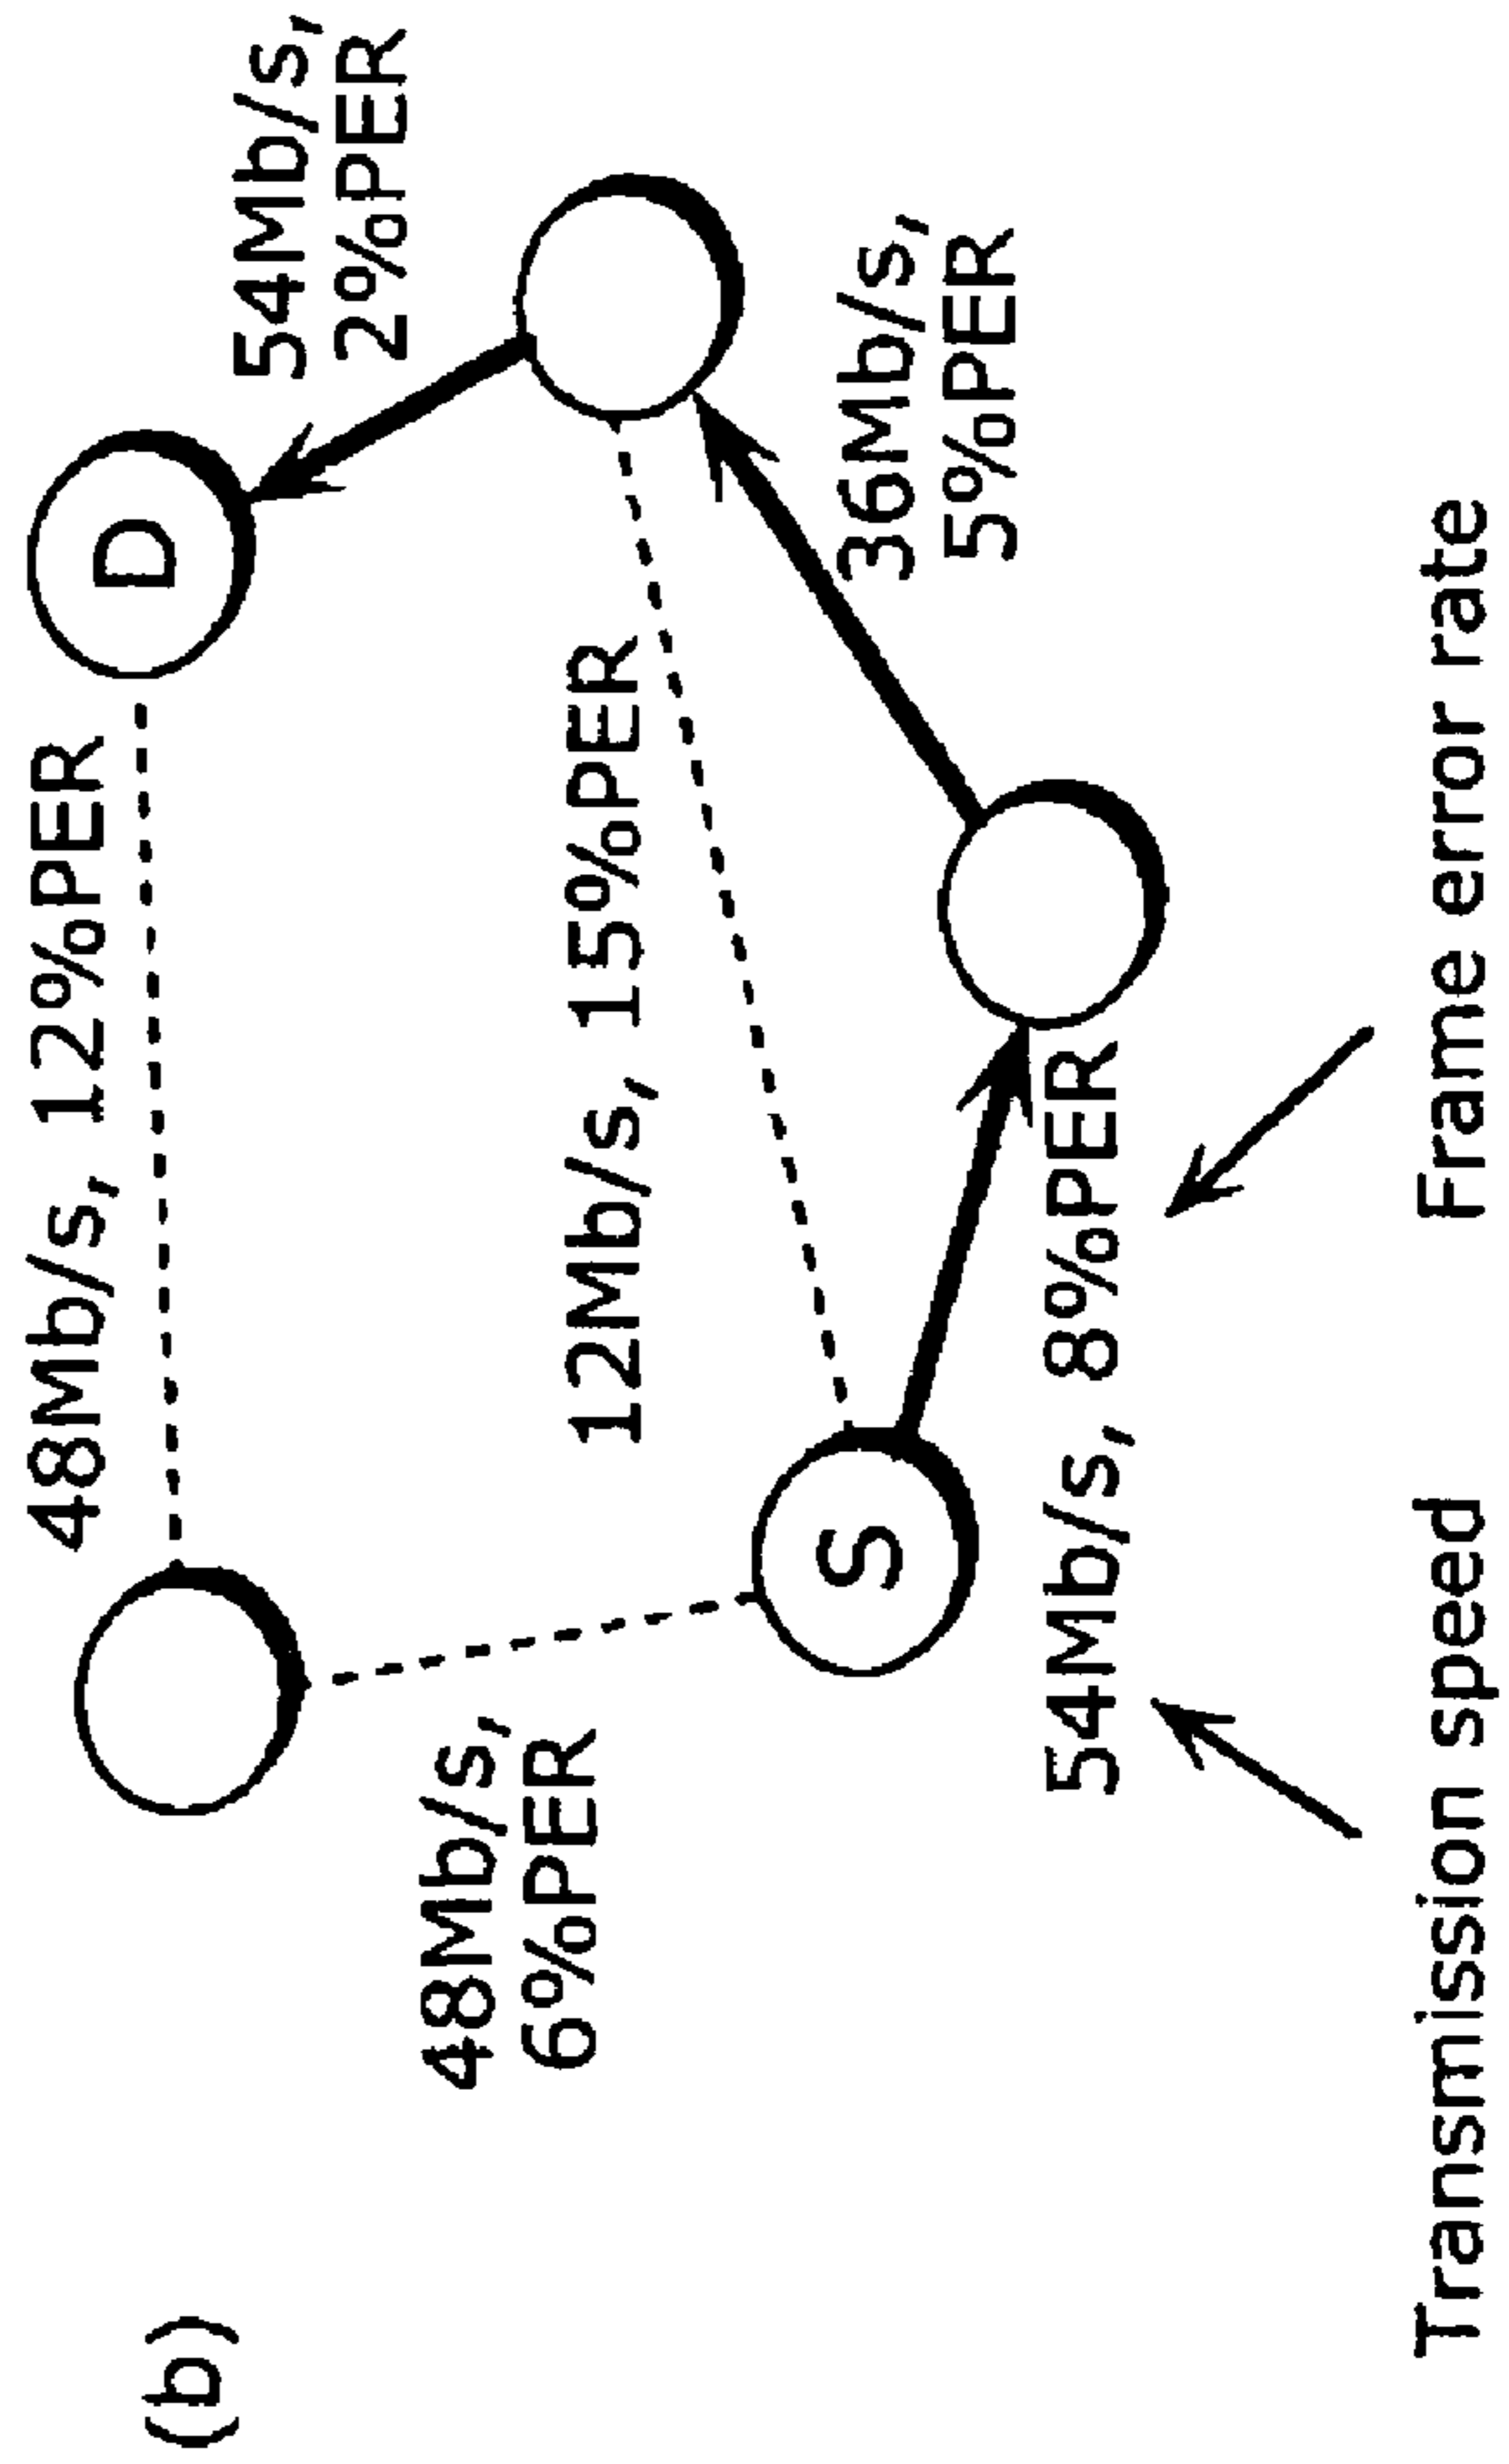 (b)
48Mb/s, 12%PER
D
54Mb/s,
2%PER
48Mb/s,
6%PER
12Mb/s, 15%PER
S
36Mb/s,
5%PER
54Mb/s, 8%PER
Transmission speed
Frame error rate